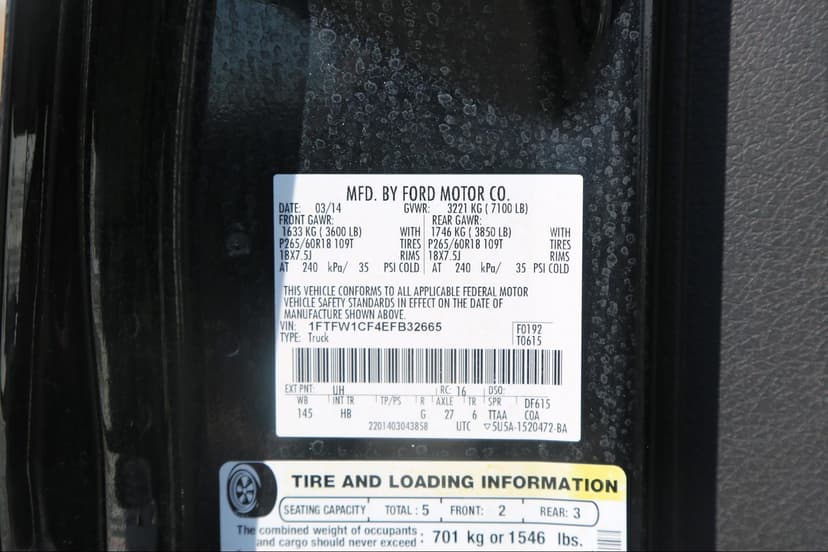 MFD. BY FORD MOTOR CO.
DATE: 03/14 GVWR: 3221 KG ( 7100 LB)
FRONT GAWR: REAR GAWR:
1633 KG ( 3600 LB) WITH 1746 KG ( 3850 LB) WITH
P265/60R18 109T TIRES P265/60R18 109T TIRES
18X7.5J RIMS 18X7.5J RIMS
AT 240 kPa/ 35 PSI COLD AT 240 kPa/ 35 PSI COLD
THIS VEHICLE CONFORMS TO ALL APPLICABLE FEDERAL MOTOR
VEHICLE SAFETY STANDARDS IN EFFECT ON THE DATE OF
MANUFACTURE SHOWN ABOVE.
VIN: 1FTFW1CF4EFB32665 F0192
TYPE: Truck T0615
EXT PNT: UH RC: 16 DSO:
WB INT TR TP/PS R AXLE TR SPR DF615
145 HB G 27 6 TTAA COA
2201403043858 UTC ▽5U5A-1520472-BA
TIRE AND LOADING INFORMATION
SEATING CAPACITY TOTAL : 5 FRONT: 2 REAR: 3
The combined weight of occupants
and cargo should never exceed : 701 kg or 1546 lbs.